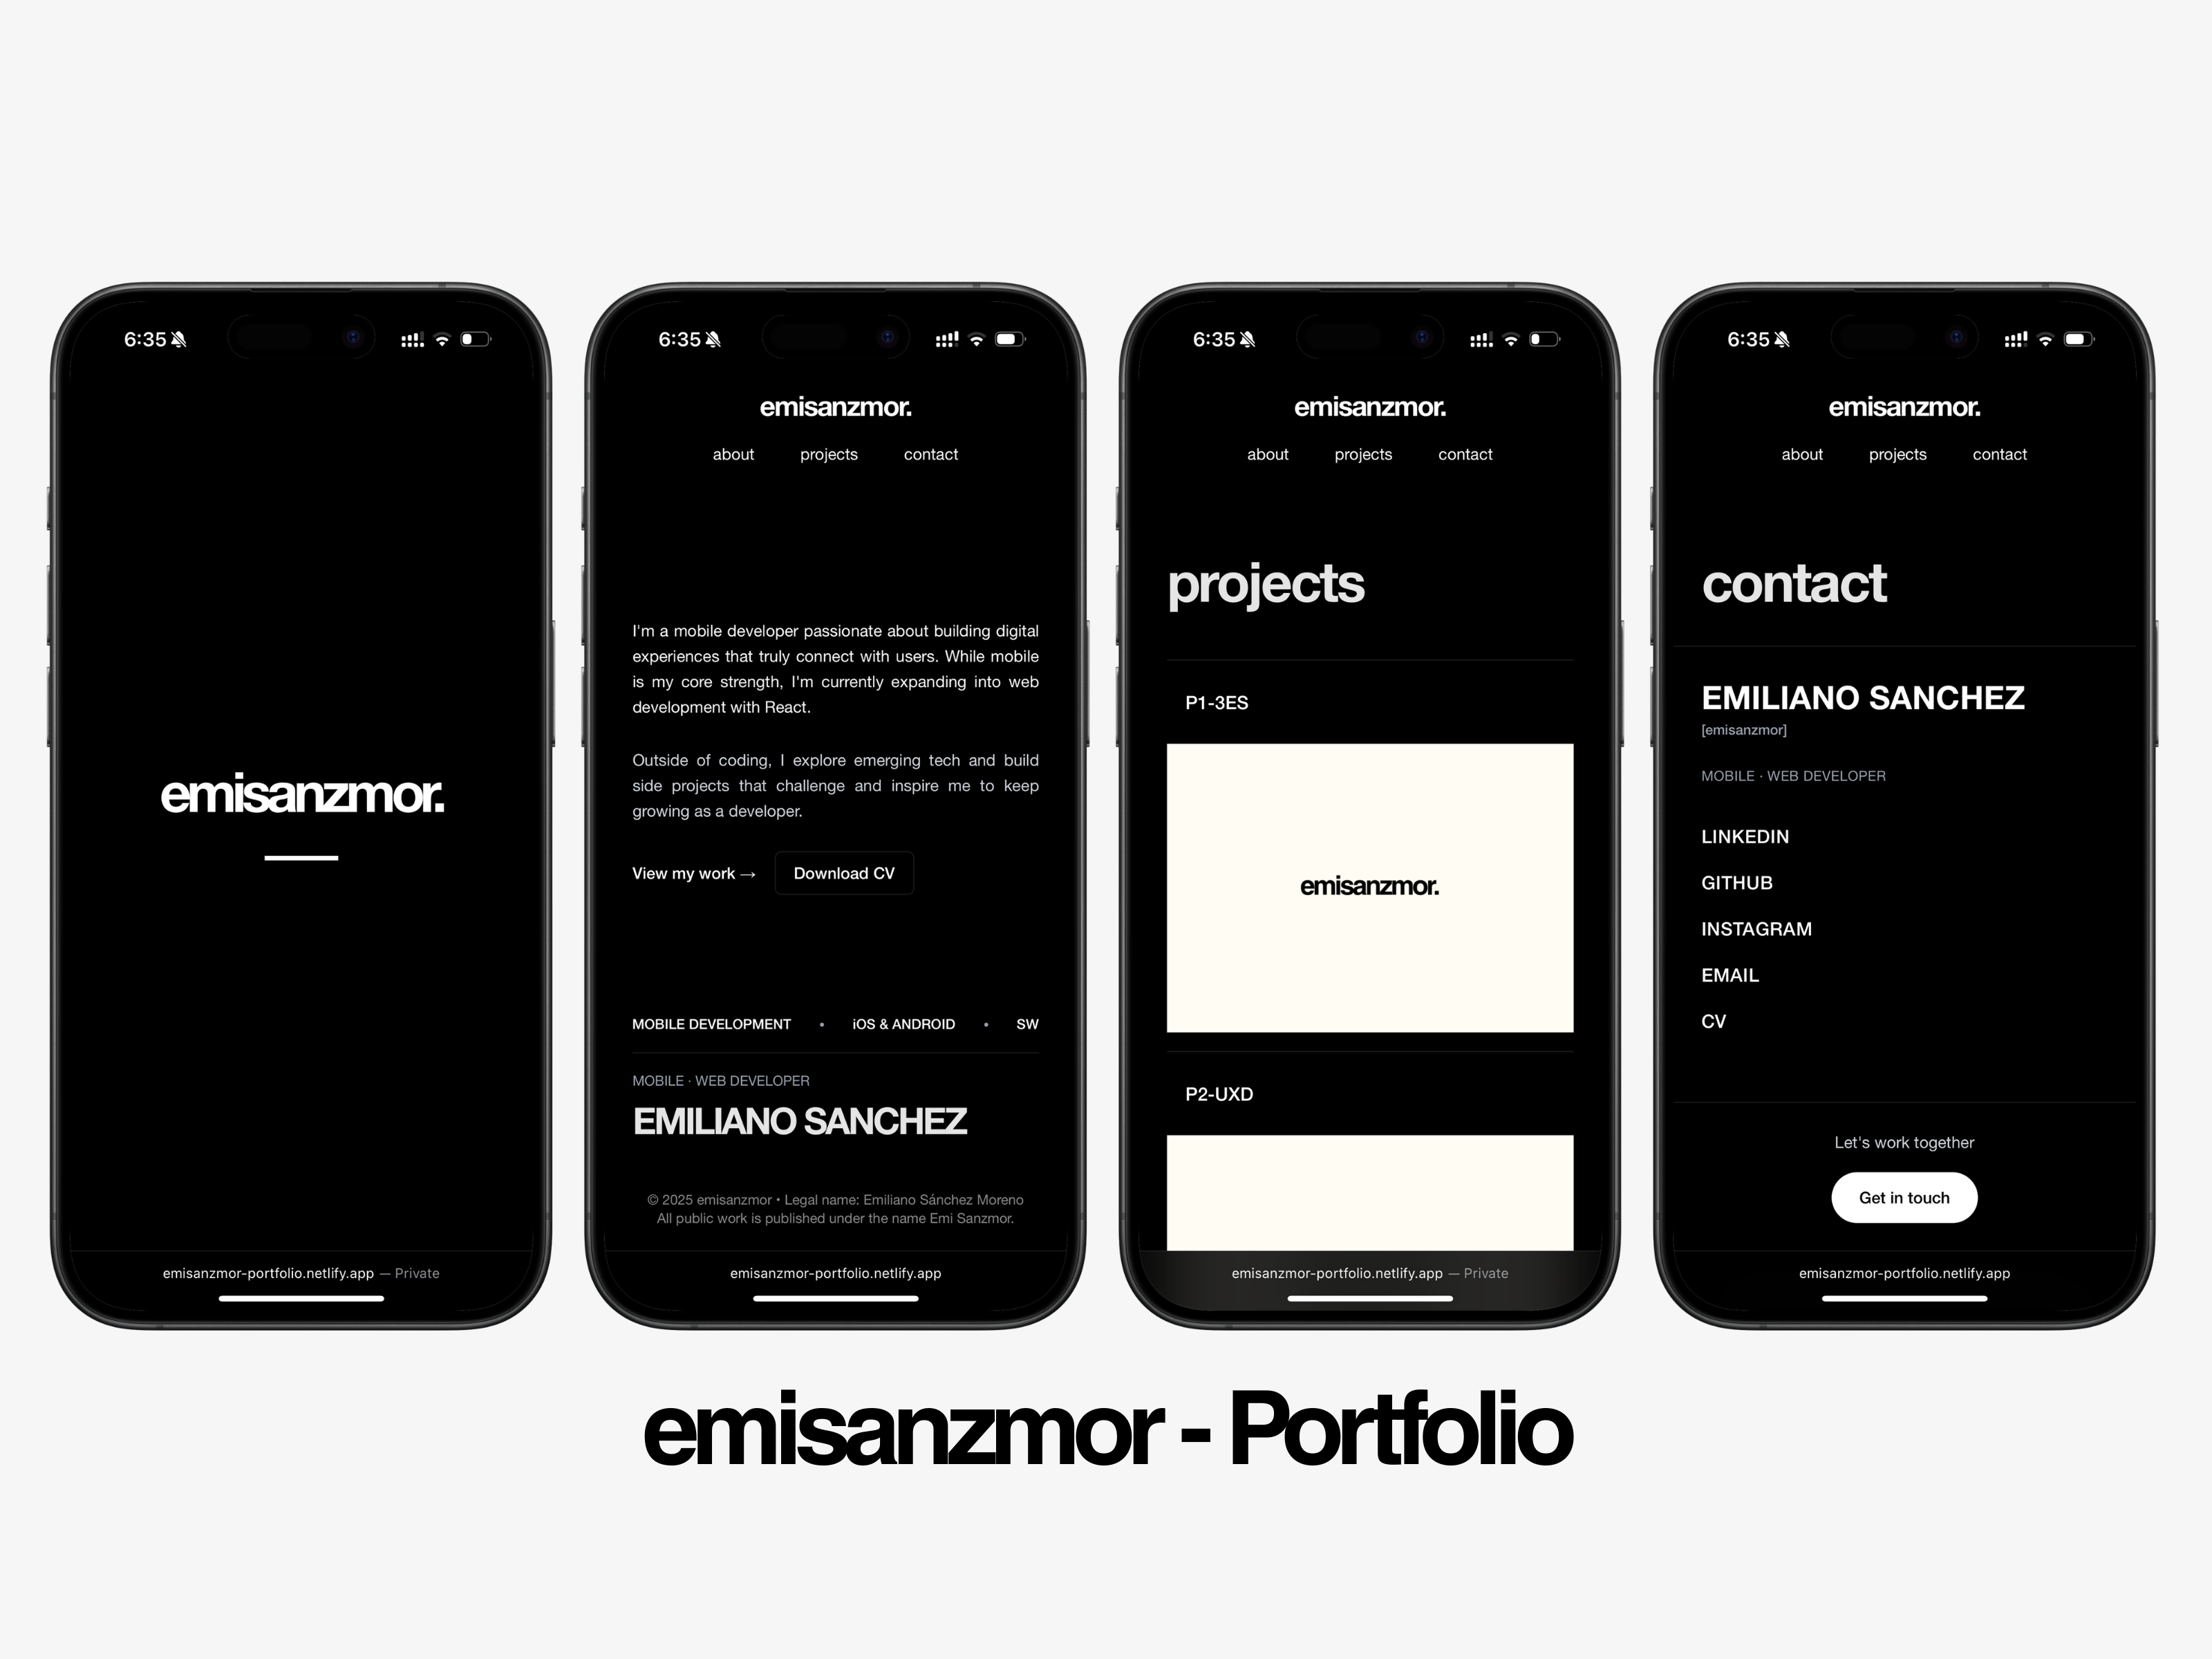 6:35
emisanzmor.
emisanzmor-portfolio.netlify.app — Private
6:35
emisanzmor.
about projects contact
I'm a mobile developer passionate about building digital
experiences that truly connect with users. While mobile
is my core strength, I'm currently expanding into web
development with React.
Outside of coding, I explore emerging tech and build
side projects that challenge and inspire me to keep
growing as a developer.
View my work → Download CV
MOBILE DEVELOPMENT • iOS & ANDROID • SW
MOBILE · WEB DEVELOPER
EMILIANO SANCHEZ
© 2025 emisanzmor • Legal name: Emiliano Sánchez Moreno
All public work is published under the name Emi Sanzmor.
emisanzmor-portfolio.netlify.app
6:35
emisanzmor.
about projects contact
projects
P1-3ES
emisanzmor.
P2-UXD
emisanzmor-portfolio.netlify.app — Private
6:35
emisanzmor.
about projects contact
contact
EMILIANO SANCHEZ
[emisanzmor]
MOBILE · WEB DEVELOPER
LINKEDIN
GITHUB
INSTAGRAM
EMAIL
CV
Let's work together
Get in touch
emisanzmor-portfolio.netlify.app
emisanzmor - Portfolio